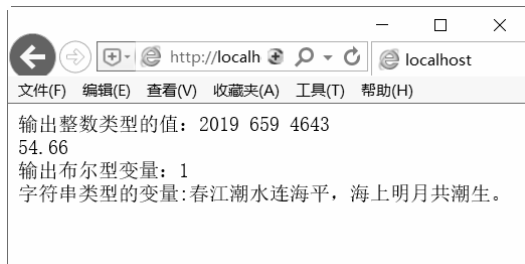 http://localh
localhost
文件(F) 编辑(E) 查看(V) 收藏夹(A) 工具(T) 帮助(H)
输出整数类型的值：2019 659 4643
54.66
输出布尔型变量：1
字符串类型的变量:春江潮水连海平，海上明月共潮生。